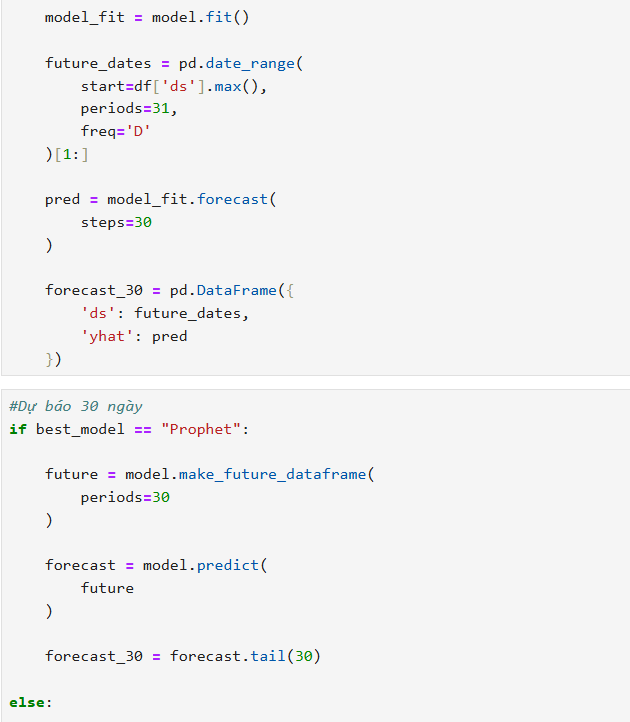 model_fit = model.fit()
future_dates = pd.date_range(
start=df['ds'].max(),
periods=31,
freq='D'
)[1:]
pred = model_fit.forecast(
steps=30
)
forecast_30 = pd.DataFrame({
'ds': future_dates,
'yhat': pred
})
#Dự báo 30 ngày
if best_model == "Prophet":
future = model.make_future_dataframe(
periods=30
)
forecast = model.predict(
future
)
forecast_30 = forecast.tail(30)
else: